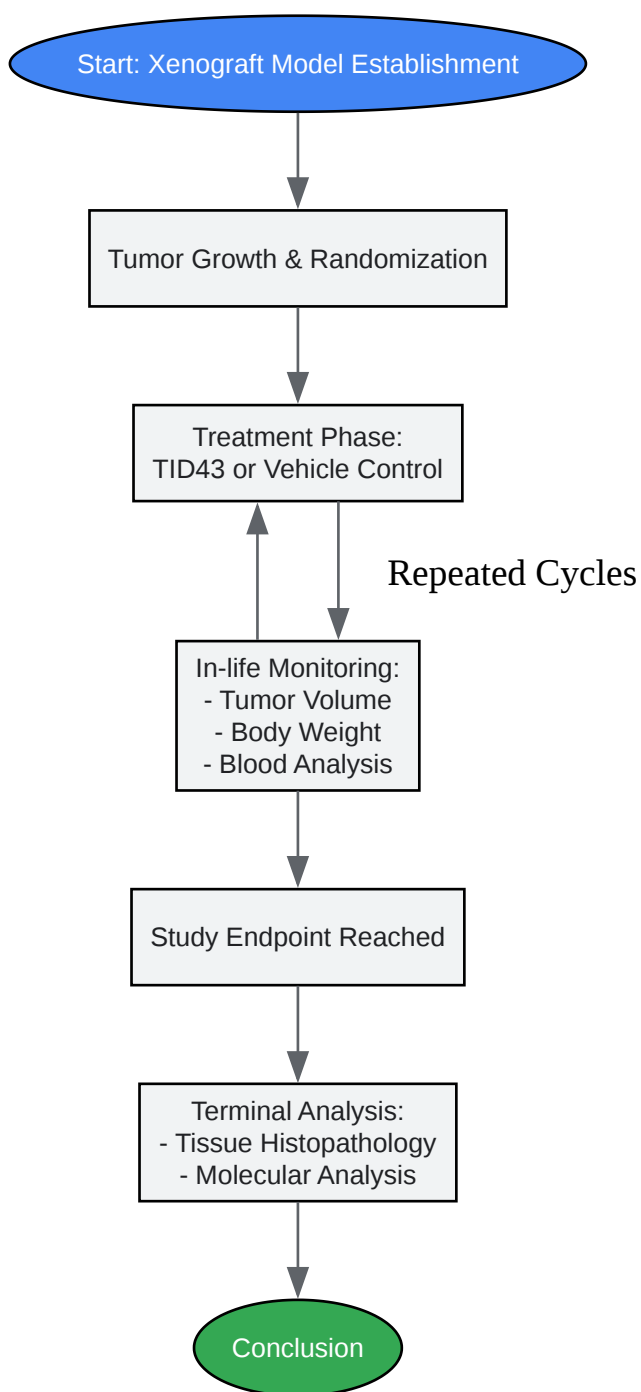 Start: Xenograft Model Establishment
Tumor Growth & Randomization
Treatment Phase:
TID43 or Vehicle Control
Repeated Cycles
In-life Monitoring:
- Tumor Volume
- Body Weight
- Blood Analysis
Study Endpoint Reached
Terminal Analysis:
- Tissue Histopathology
- Molecular Analysis
Conclusion